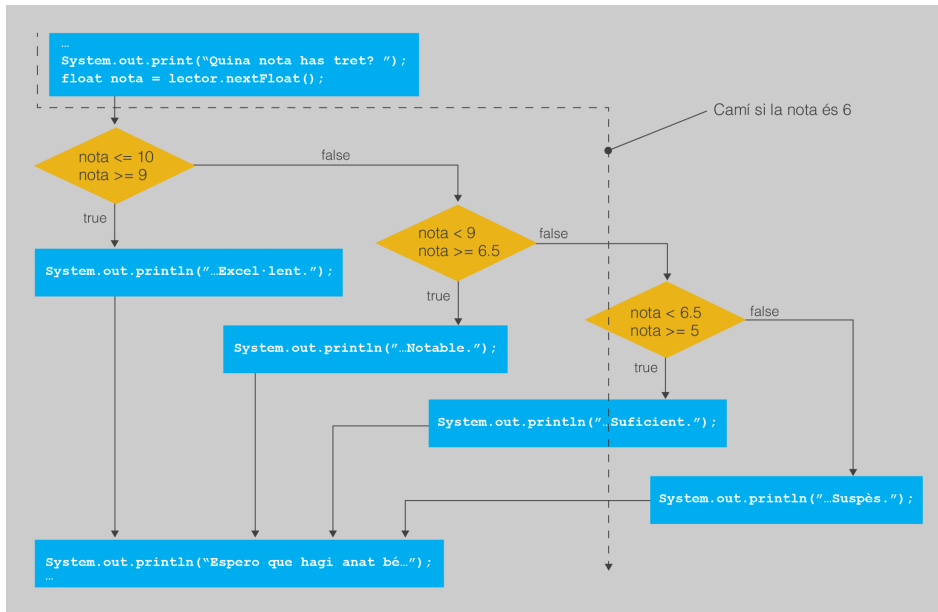 …
System.out.print(“Quina nota has tret? ”);
float nota = lector.nextFloat();
Camí si la nota és 6
nota <= 10
nota >= 9
false
true
nota < 9
nota >= 6.5
false
true
System.out.println(”…Excel·lent.”);
nota < 6.5
nota >= 5
false
true
System.out.println(”…Notable.”);
System.out.println(”…Suficient.”);
System.out.println(”…Suspès.”);
System.out.println(“Espero que hagi anat bé…”);
…